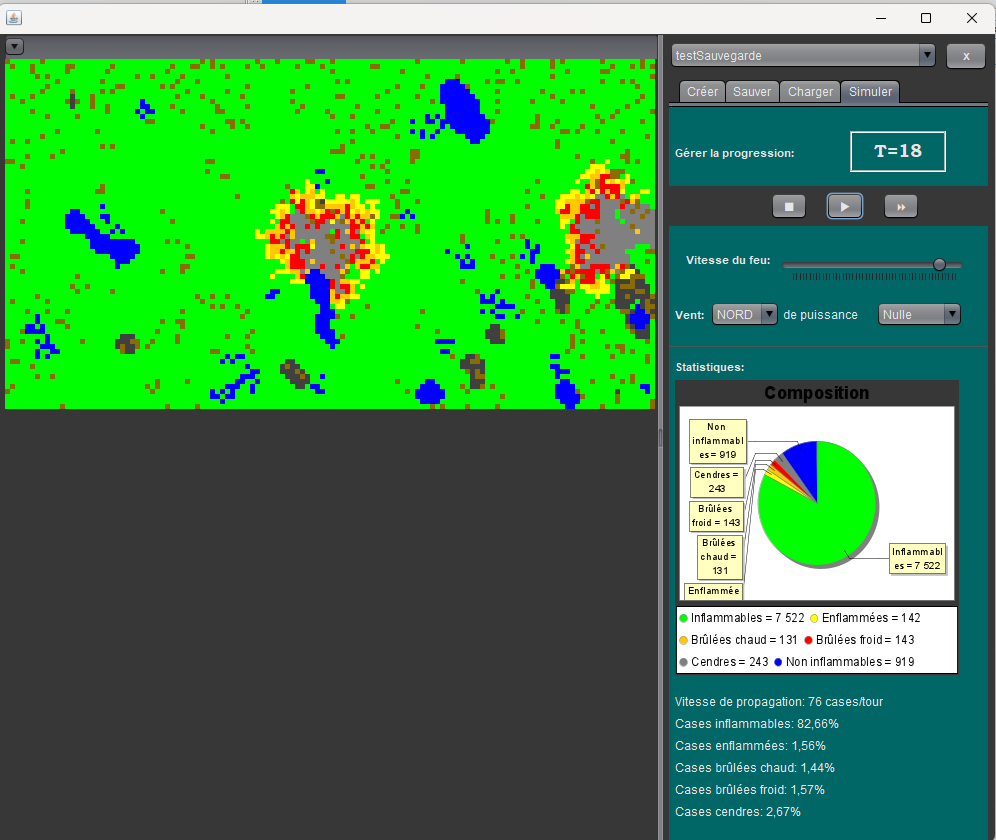 testSauvegarde
x
Créer Sauver Charger Simuler
Gérer la progression:
T=18
Vitesse du feu:
Vent: NORD de puissance Nulle
Statistiques:
Composition
Non
inflammabl
es = 919
Cendres =
243
Brûlées
froid = 143
Brûlées
chaud =
131
Enflammée
Inflammabl
es = 7 522
Inflammables = 7 522 Enflammées = 142
Brûlées chaud = 131 Brûlées froid = 143
Cendres = 243 Non inflammables = 919
Vitesse de propagation: 76 cases/tour
Cases inflammables: 82,66%
Cases enflammées: 1,56%
Cases brûlées chaud: 1,44%
Cases brûlées froid: 1,57%
Cases cendres: 2,67%